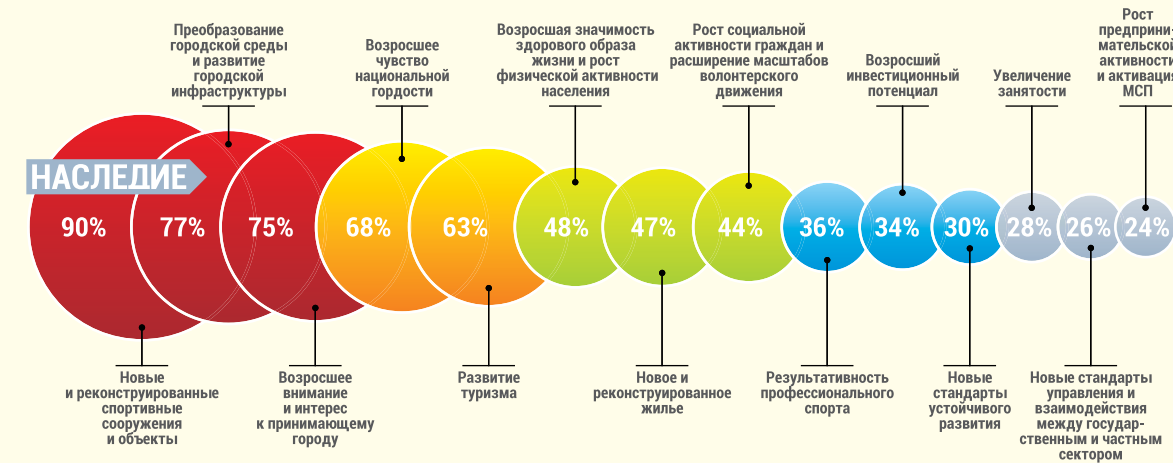 Преобразование
городской среды
и развитие
городской
инфраструктуры
Возросшее
чувство
национальной
гордости
Возросшая значимость
здорового образа
жизни и рост
физической активности
населения
Рост социальной
активности граждан и
расширение масштабов
волонтерского
движения
Возросший
инвестиционный
потенциал
Увеличение
занятости
Рост
предприни-
мательской
активности
и активация
МСП
НАСЛЕДИЕ
90% 77% 75% 68% 63% 48% 47% 44% 36% 34% 30% 28% 26% 24%
Новые
и реконструированные
спортивные
сооружения
и объекты
Возросшее
внимание
и интерес
к принимающему
городу
Развитие
туризма
Новое и
реконструированное
жилье
Результативность
профессионального
спорта
Новые
стандарты
устойчивого
развития
Новые стандарты
управления и
взаимодействия
между государ-
ственным и частным
сектором